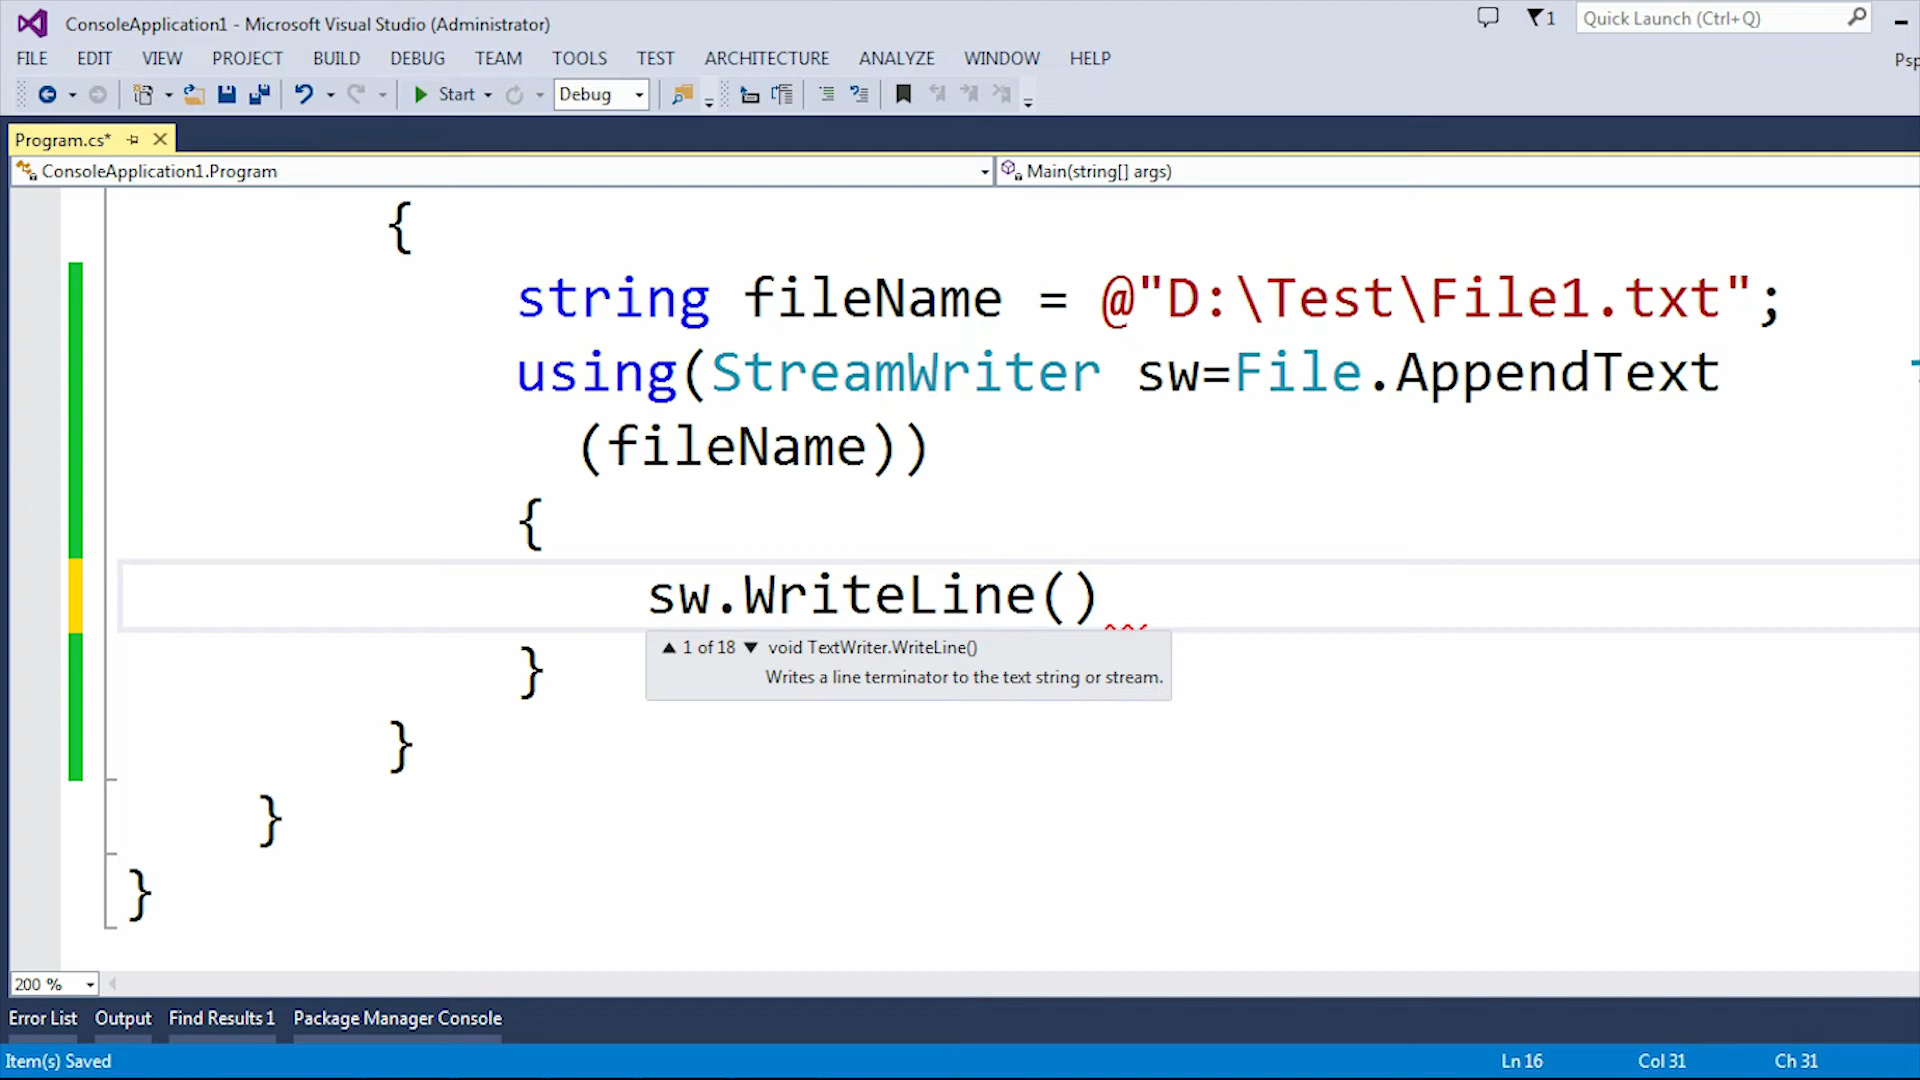 ConsoleApplication1 - Microsoft Visual Studio (Administrator)
1
Quick Launch (Ctrl+Q)
FILE EDIT VIEW PROJECT BUILD DEBUG TEAM TOOLS TEST ARCHITECTURE ANALYZE WINDOW HELP
Start Debug
Program.cs*
ConsoleApplication1.Program
Main(string[] args)
{
string fileName = @"D:\Test\File1.txt";
using(StreamWriter sw=File.AppendText
(fileName))
{
sw.WriteLine()
▲ 1 of 18 ▼ void TextWriter.WriteLine()
Writes a line terminator to the text string or stream.
}
}
}
}
200 %
Error List Output Find Results 1 Package Manager Console
Item(s) Saved
Ln 16 Col 31 Ch 31